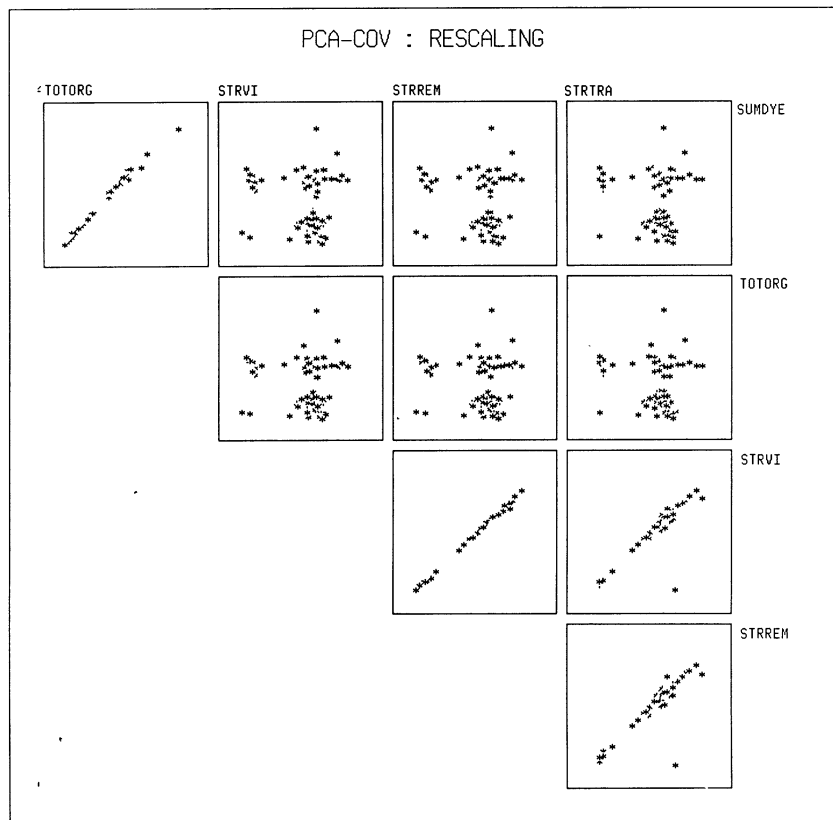 PCA-COV : RESCALING
TOTORG STRVI STRREM STRTRA
SUMDYE
TOTORG
STRVI
STRREM